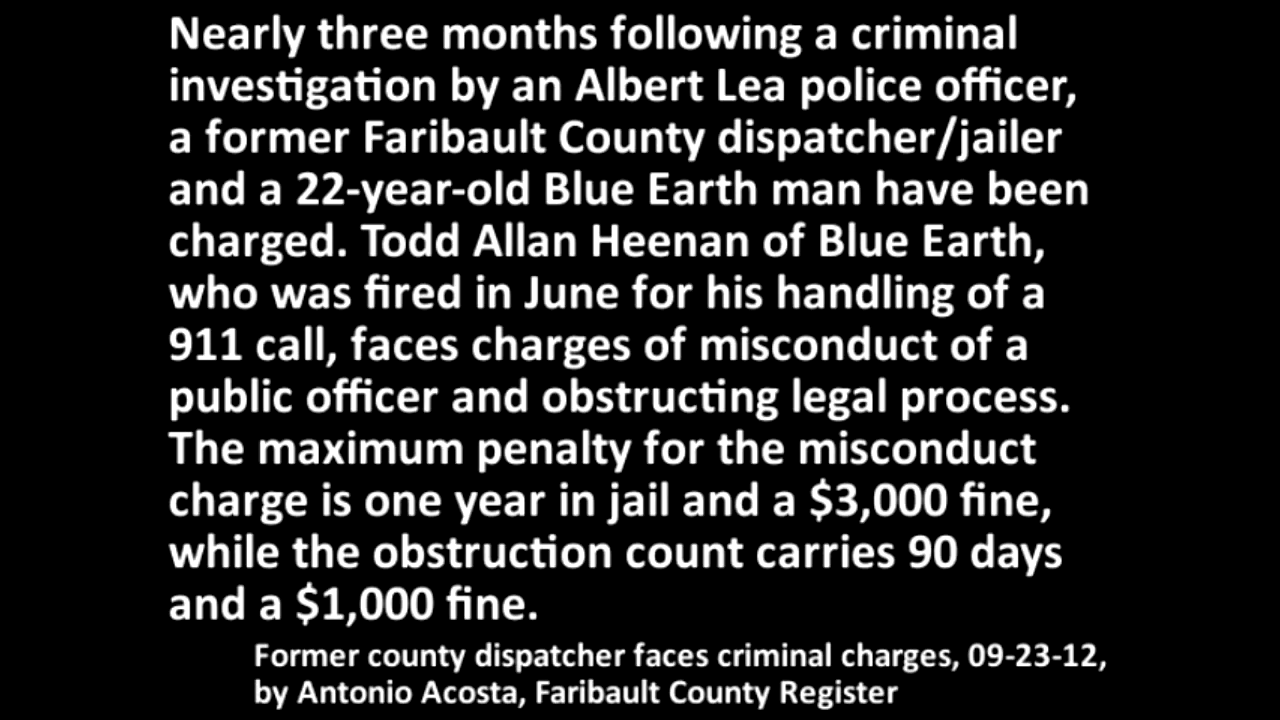 Nearly three months following a criminal
investigation by an Albert Lea police officer,
a former Faribault County dispatcher/jailer
and a 22-year-old Blue Earth man have been
charged. Todd Allan Heenan of Blue Earth,
who was fired in June for his handling of a
911 call, faces charges of misconduct of a
public officer and obstructing legal process.
The maximum penalty for the misconduct
charge is one year in jail and a $3,000 fine,
while the obstruction count carries 90 days
and a $1,000 fine.
Former county dispatcher faces criminal charges, 09-23-12,
by Antonio Acosta, Faribault County Register